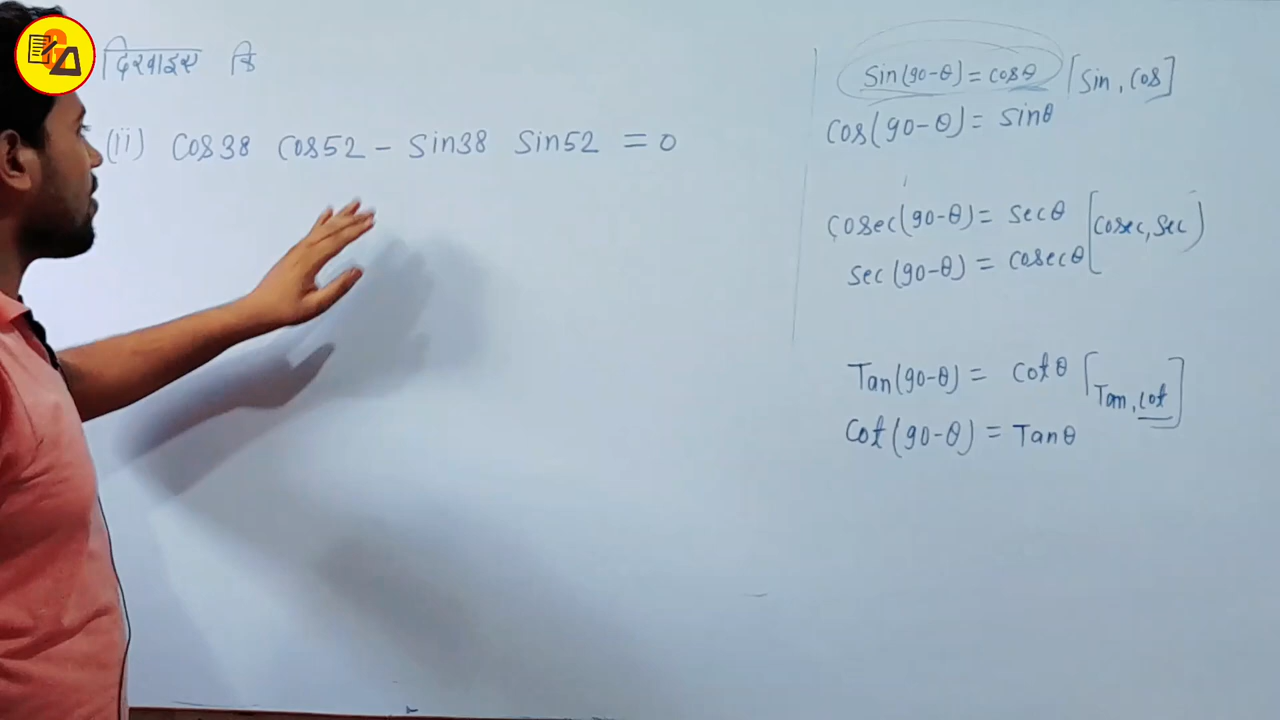 दिखाइए कि
(ii) Cos38 Cos52 - Sin38 Sin52 = 0
Sin(90-θ) = cosθ [Sin, Cos]
Cos(90-θ) = sinθ
cosec(90-θ) = secθ [Cosec, Sec]
sec(90-θ) = cosecθ
Tan(90-θ) = cotθ [Tan, Cot]
Cot(90-θ) = Tanθ